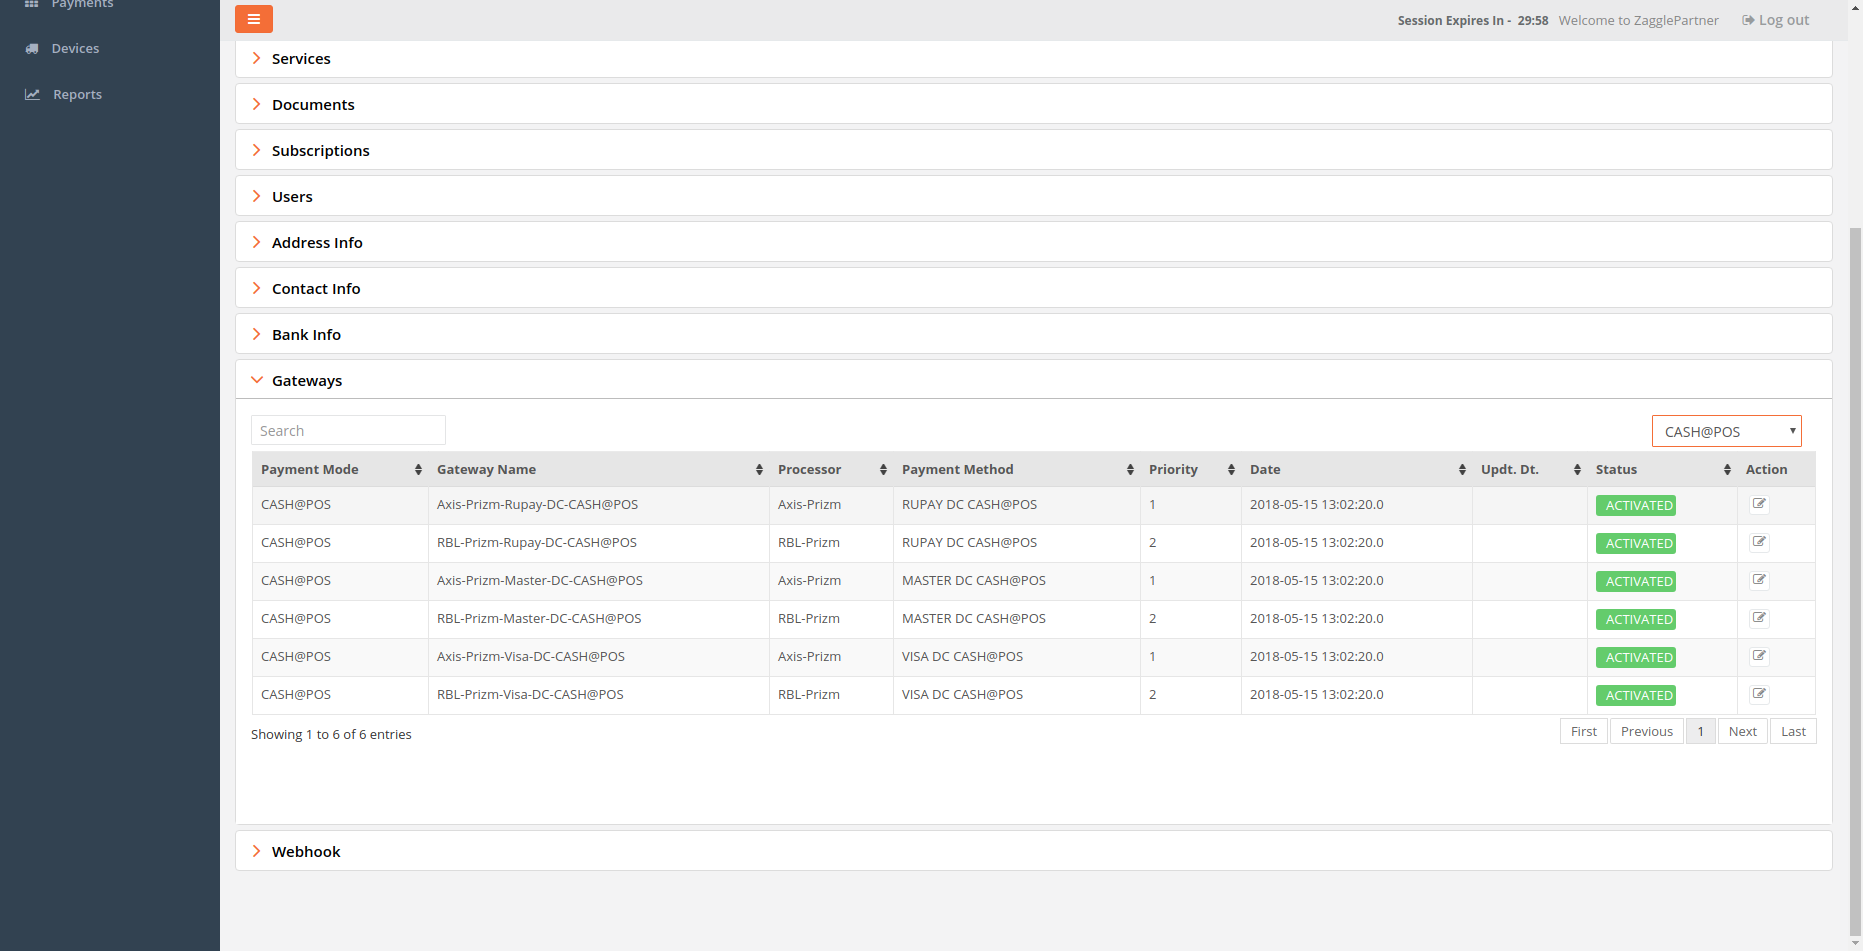 Payments
Devices
Reports
Session Expires In - 29:58 Welcome to ZagglePartner Log out
Services
Documents
Subscriptions
Users
Address Info
Contact Info
Bank Info
Gateways
Search CASH@POS
Payment Mode Gateway Name Processor Payment Method Priority Date Updt. Dt. Status Action
CASH@POS Axis-Prizm-Rupay-DC-CASH@POS Axis-Prizm RUPAY DC CASH@POS 1 2018-05-15 13:02:20.0 ACTIVATED
CASH@POS RBL-Prizm-Rupay-DC-CASH@POS RBL-Prizm RUPAY DC CASH@POS 2 2018-05-15 13:02:20.0 ACTIVATED
CASH@POS Axis-Prizm-Master-DC-CASH@POS Axis-Prizm MASTER DC CASH@POS 1 2018-05-15 13:02:20.0 ACTIVATED
CASH@POS RBL-Prizm-Master-DC-CASH@POS RBL-Prizm MASTER DC CASH@POS 2 2018-05-15 13:02:20.0 ACTIVATED
CASH@POS Axis-Prizm-Visa-DC-CASH@POS Axis-Prizm VISA DC CASH@POS 1 2018-05-15 13:02:20.0 ACTIVATED
CASH@POS RBL-Prizm-Visa-DC-CASH@POS RBL-Prizm VISA DC CASH@POS 2 2018-05-15 13:02:20.0 ACTIVATED
Showing 1 to 6 of 6 entries First Previous 1 Next Last
Webhook